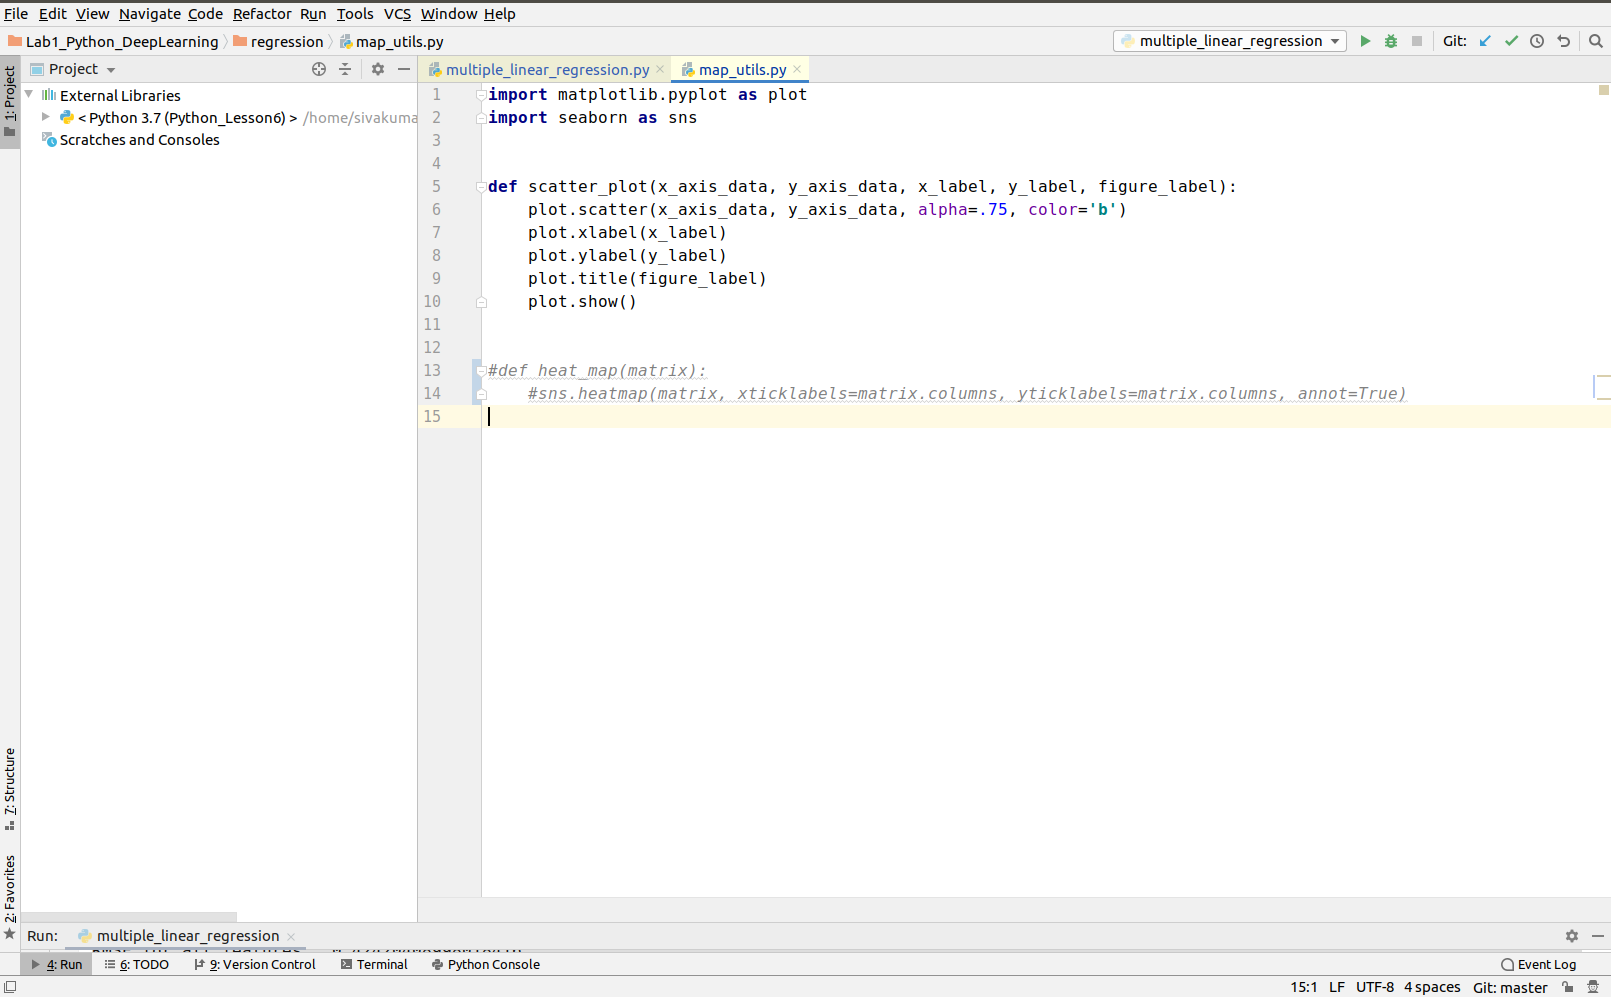 File Edit View Navigate Code Refactor Run Tools VCS Window Help
Lab1_Python_DeepLearning regression map_utils.py multiple_linear_regression Git:
1: Project
Project
External Libraries
< Python 3.7 (Python_Lesson6) > /home/sivakuma
Scratches and Consoles
multiple_linear_regression.py map_utils.py
1 import matplotlib.pyplot as plot
2 import seaborn as sns
3
4
5 def scatter_plot(x_axis_data, y_axis_data, x_label, y_label, figure_label):
6 plot.scatter(x_axis_data, y_axis_data, alpha=.75, color='b')
7 plot.xlabel(x_label)
8 plot.ylabel(y_label)
9 plot.title(figure_label)
10 plot.show()
11
12
13 #def heat_map(matrix):
14 #sns.heatmap(matrix, xticklabels=matrix.columns, yticklabels=matrix.columns, annot=True)
15
7: Structure
2: Favorites
Run: multiple_linear_regression
4: Run 6: TODO 9: Version Control Terminal Python Console Event Log
15:1 LF UTF-8 4 spaces Git: master